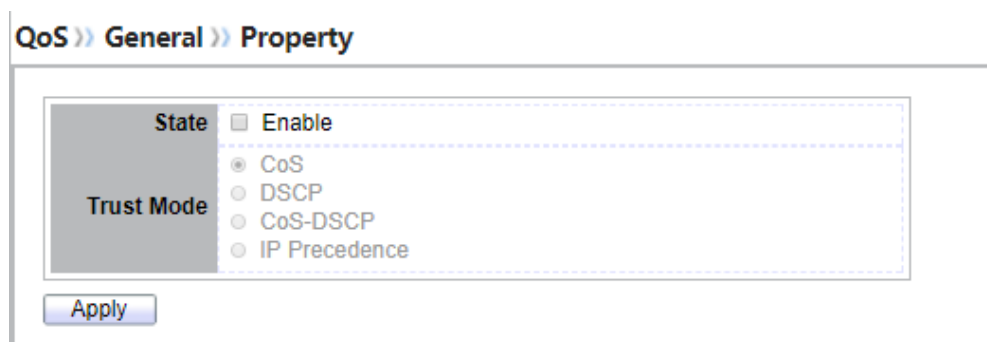 QoS》 General》 Property
State Enable
Trust Mode
CoS
DSCP
CoS-DSCP
IP Precedence
Apply